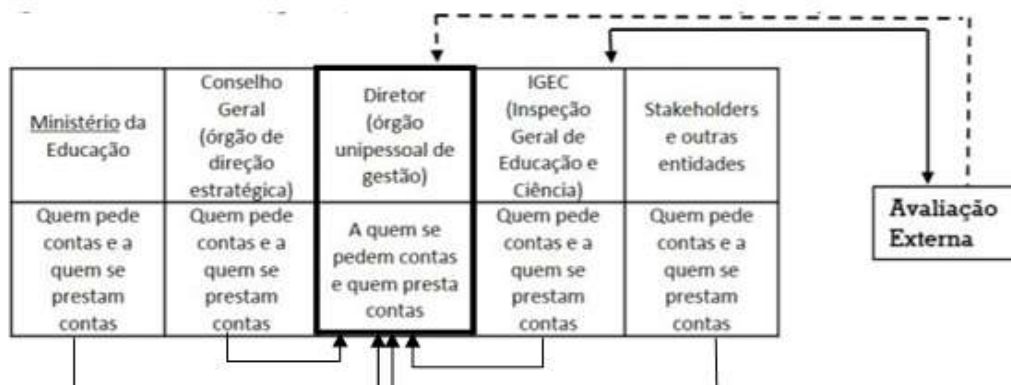 Ministério da
Educação
Conselho
Geral
(órgão de
direção
estratégica)
Diretor
(órgão
unipessoal de
gestão)
IGEC
(Inspeção
Geral de
Educação e
Ciência)
Stakeholders
e outras
entidades
Quem pede
contas e a
quem se
prestam
contas
Quem pede
contas e a
quem se
prestam
contas
A quem se
pedem contas
e quem presta
contas
Quem pede
contas e a
quem se
prestam
contas
Quem pede
contas e a
quem se
prestam
contas
Avaliação
Externa